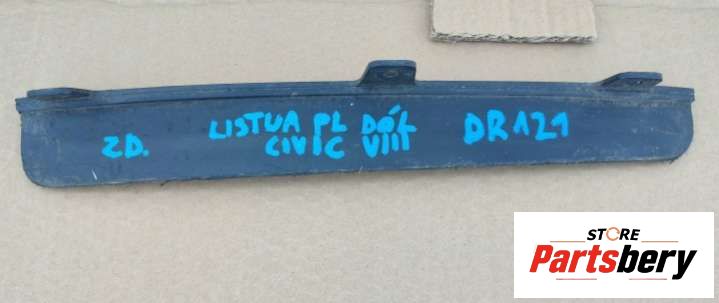 LISTWA PL DÓŁ
CIVIC VIII
ZD.
DR121
STORE
Partsbery